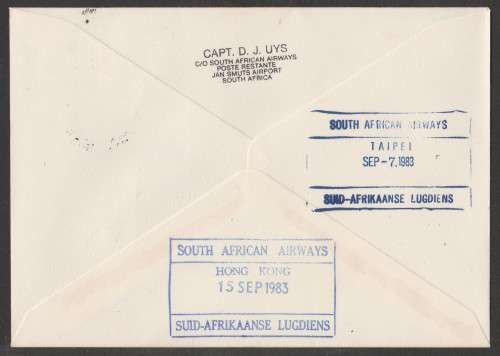 CAPT. D. J. UYS
C/O SOUTH AFRICAN AIRWAYS
POSTE RESTANTE
JAN SMUTS AIRPORT
SOUTH AFRICA
SOUTH AFRICAN AIRWAYS
TAIPEI
SEP-7.1983
SUID-AFRIKAANSE LUGDIENS
SOUTH AFRICAN AIRWAYS
HONG KONG
15 SEP 1983
SUID-AFRIKAANSE LUGDIENS